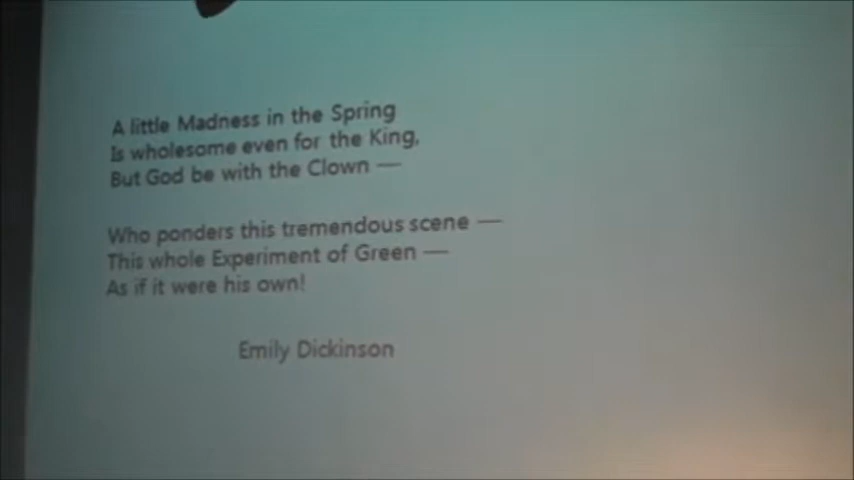 A little Madness in the Spring
Is wholesome even for the King,
But God be with the Clown —
Who ponders this tremendous scene —
This whole Experiment of Green —
As if it were his own!
Emily Dickinson